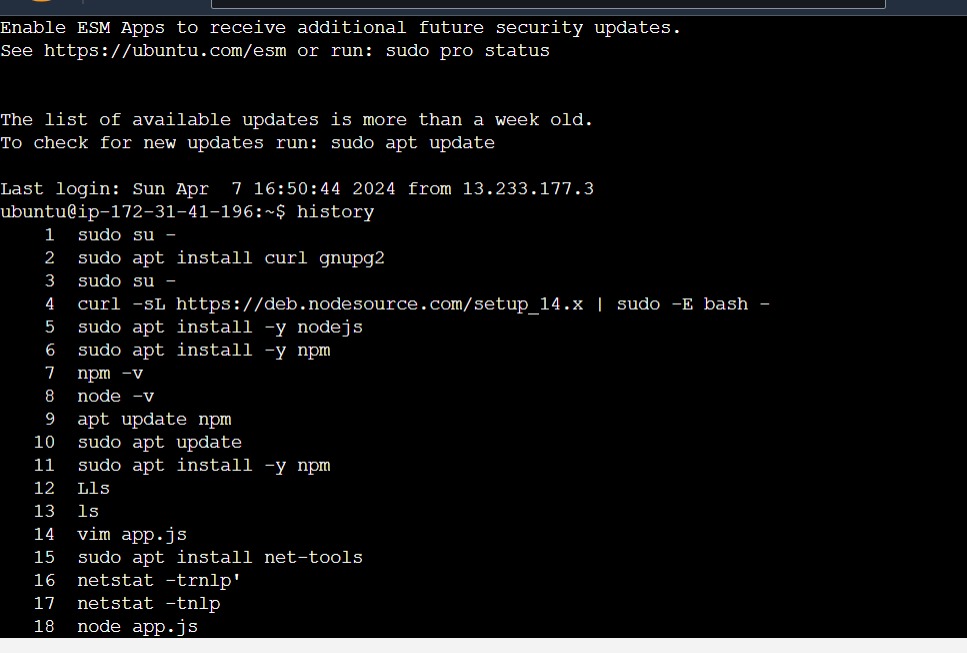 Enable ESM Apps to receive additional future security updates.
See https://ubuntu.com/esm or run: sudo pro status
The list of available updates is more than a week old.
To check for new updates run: sudo apt update
Last login: Sun Apr  7 16:50:44 2024 from 13.233.177.3
ubuntu@ip-172-31-41-196:~$ history
    1  sudo su -
    2  sudo apt install curl gnupg2
    3  sudo su -
    4  curl -sL https://deb.nodesource.com/setup_14.x | sudo -E bash -
    5  sudo apt install -y nodejs
    6  sudo apt install -y npm
    7  npm -v
    8  node -v
    9  apt update npm
   10  sudo apt update
   11  sudo apt install -y npm
   12  Lls
   13  ls
   14  vim app.js
   15  sudo apt install net-tools
   16  netstat -trnlp'
   17  netstat -tnlp
   18  node app.js